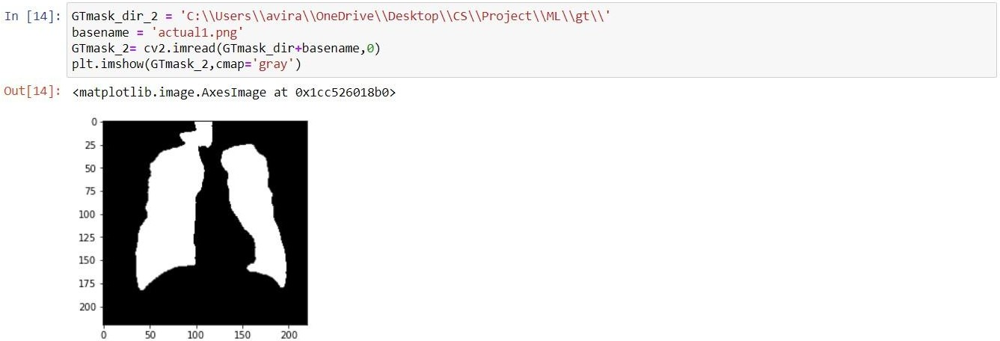 In [14]: GTmask_dir_2 = 'C:\\Users\\avira\\OneDrive\\Desktop\\CS\\Project\\ML\\gt\\'
basename = 'actual1.png'
GTmask_2= cv2.imread(GTmask_dir+basename,0)
plt.imshow(GTmask_2,cmap='gray')
Out[14]: <matplotlib.image.AxesImage at 0x1cc526018b0>
0
25
50
75
100
125
150
175
200
0 50 100 150 200